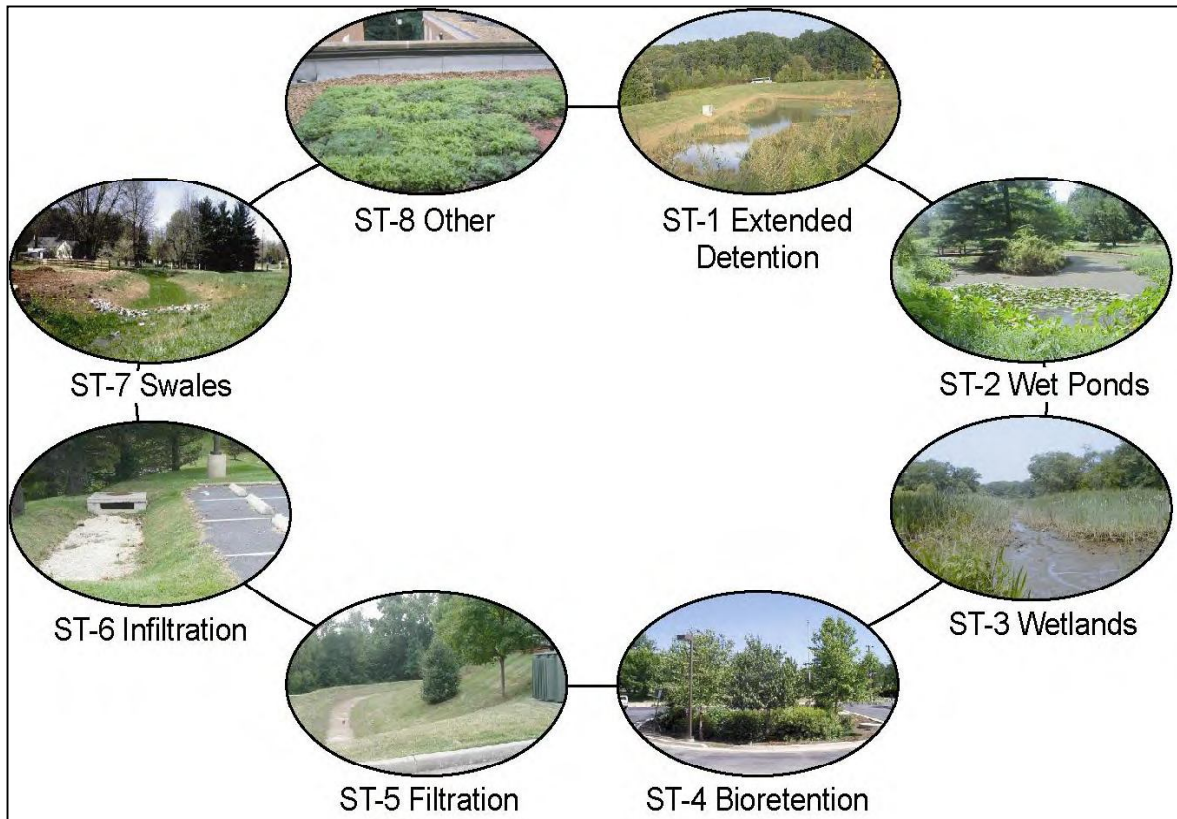 ST-8 Other
ST-1 Extended
Detention
ST-7 Swales
ST-2 Wet Ponds
ST-6 Infiltration
ST-3 Wetlands
ST-5 Filtration
ST-4 Bioretention